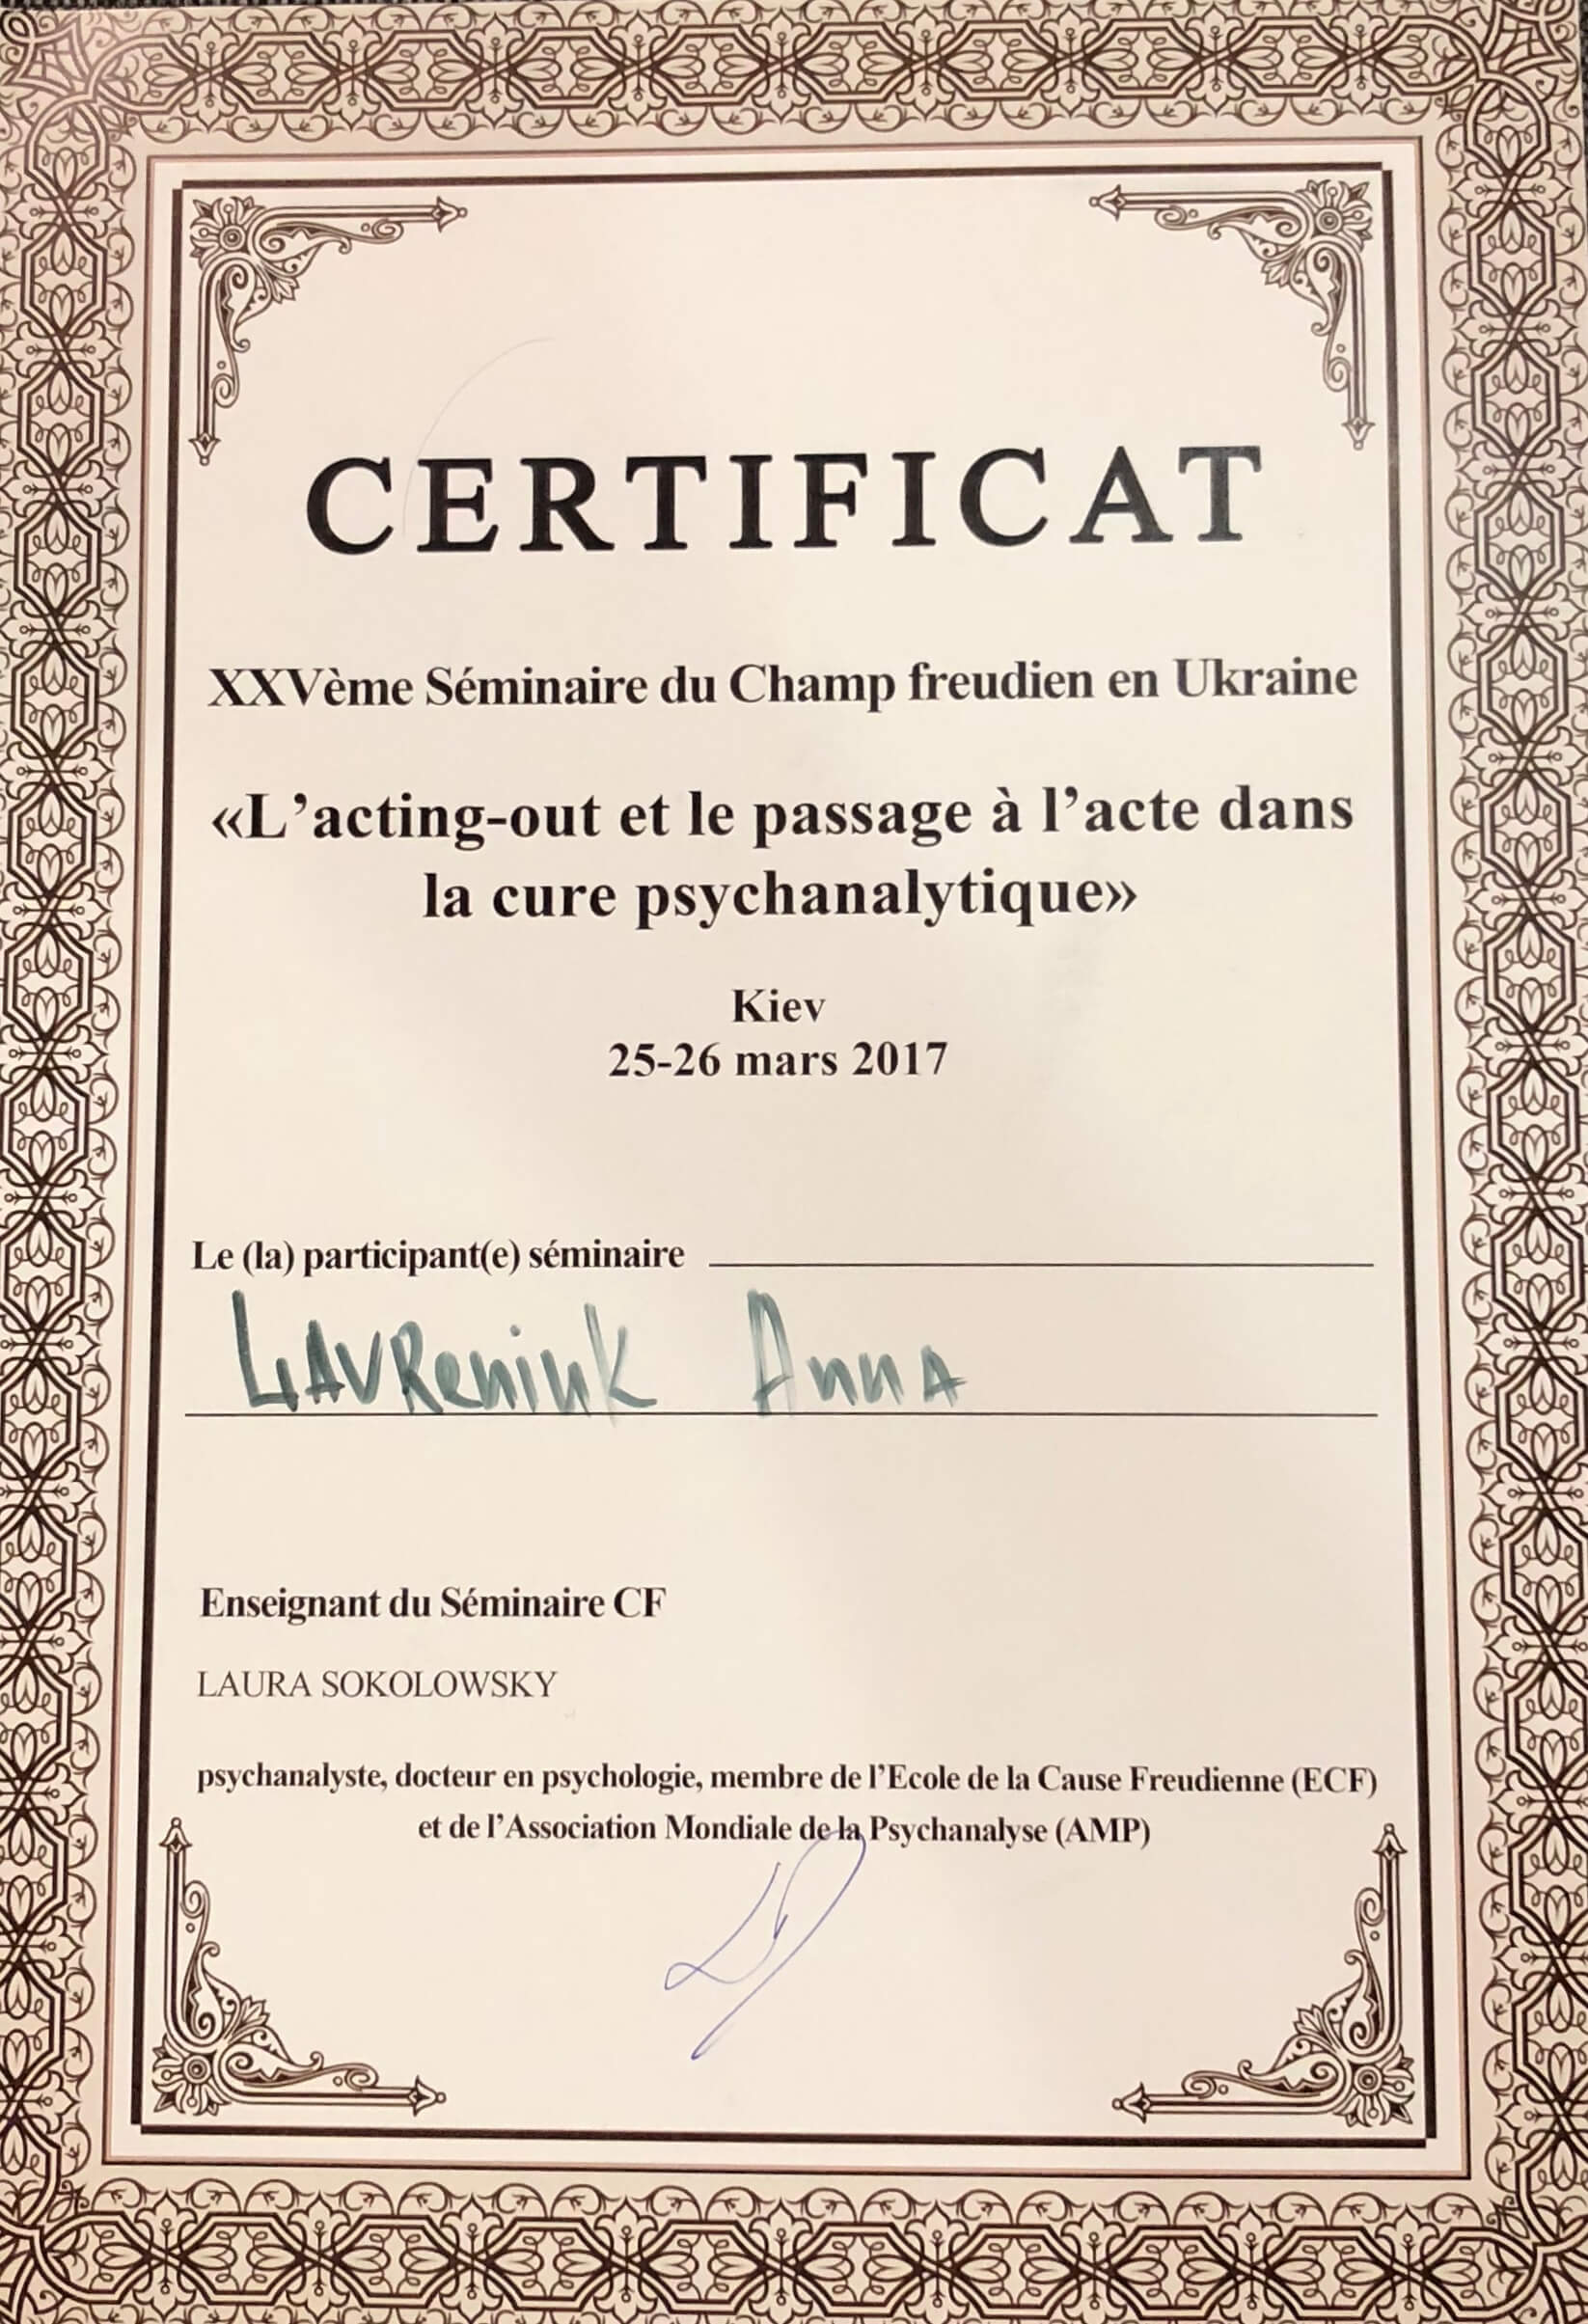 CERTIFICAT
XXVème Séminaire du Champ freudien en Ukraine
«L’acting-out et le passage à l’acte dans
la cure psychanalytique»
Kiev
25-26 mars 2017
Le (la) participant(e) séminaire
LAVReniuk Anna
Enseignant du Séminaire CF
LAURA SOKOLOWSKY
psychanalyste, docteur en psychologie, membre de l’Ecole de la Cause Freudienne (ECF)
et de l’Association Mondiale de la Psychanalyse (AMP)